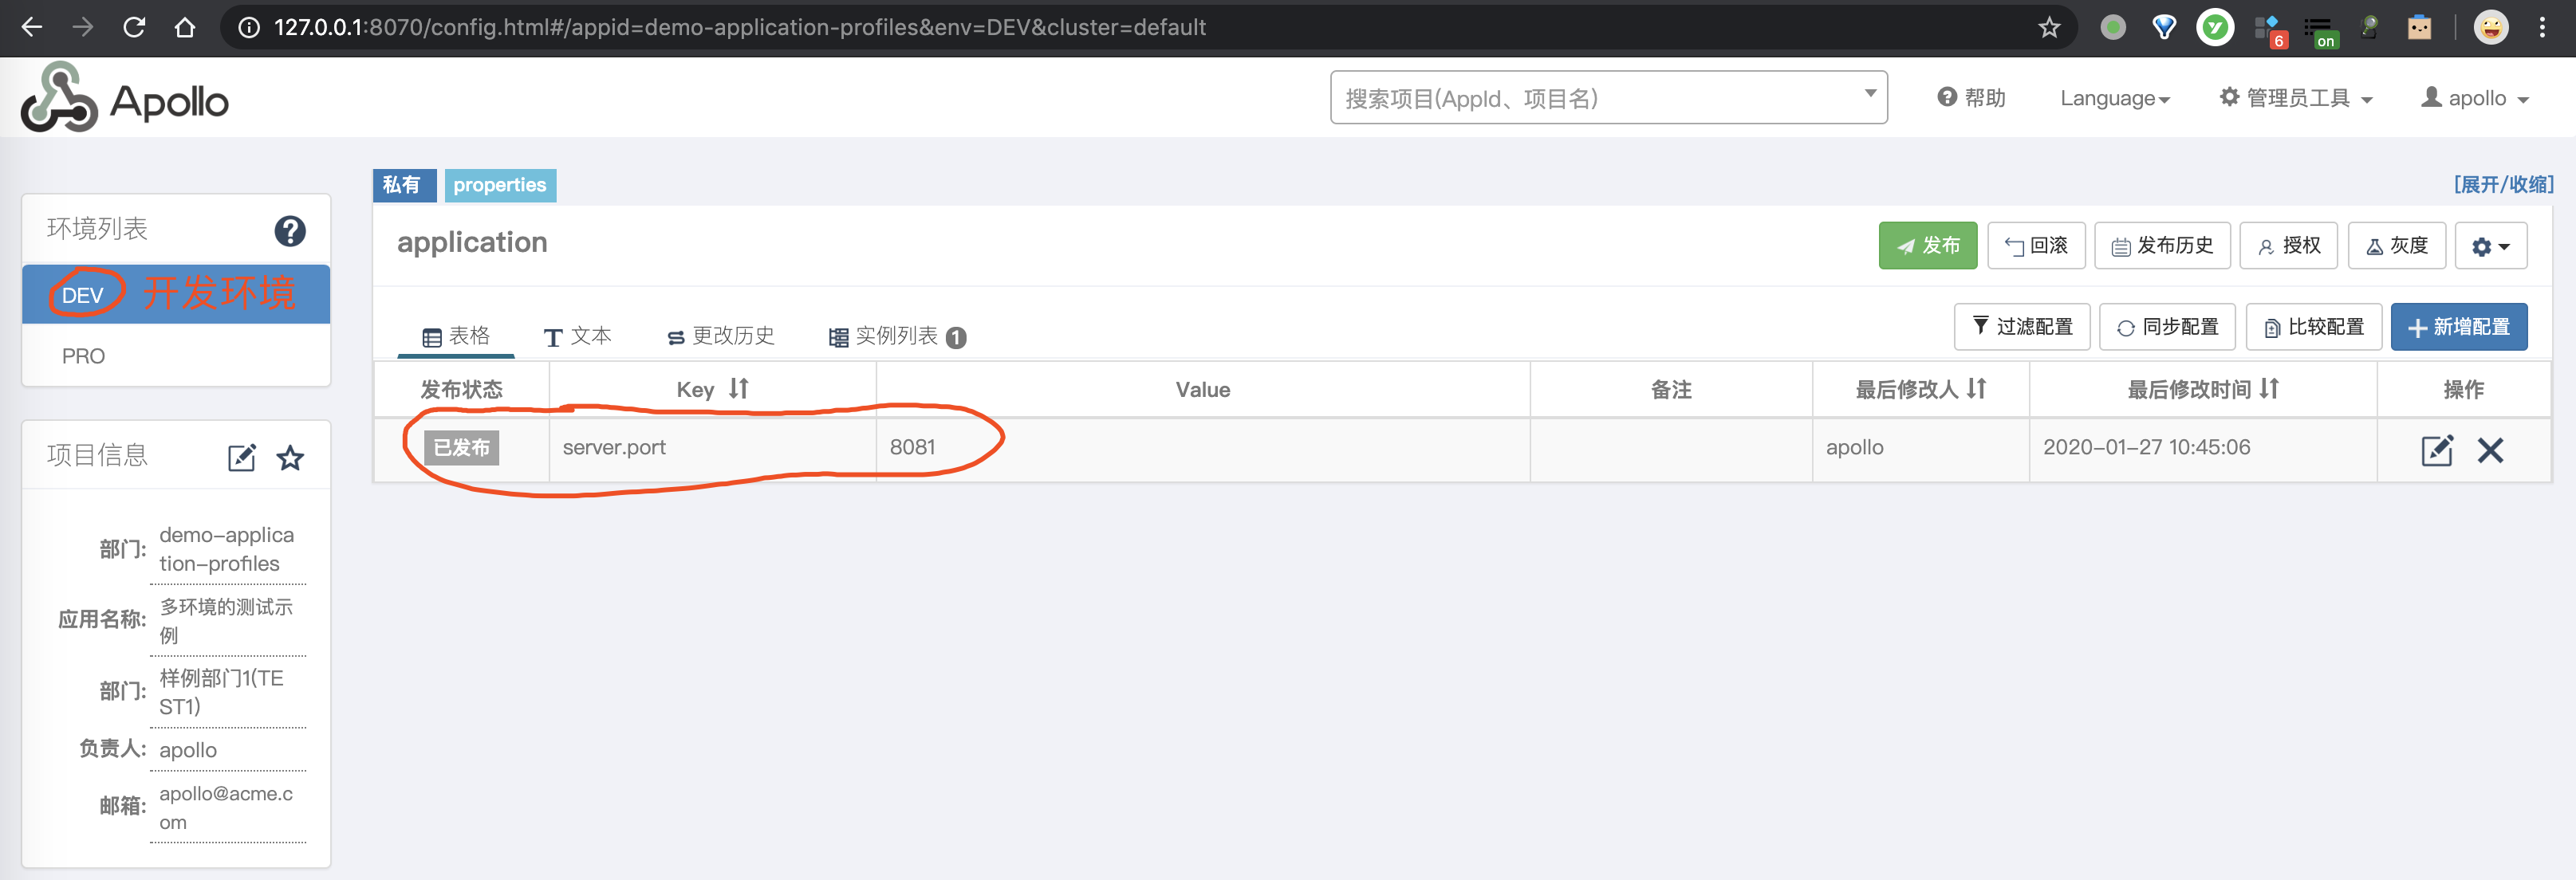 127.0.0.1:8070/config.html#/appid=demo-application-profiles&env=DEV&cluster=default
6
on
Apollo
搜索项目(AppId、项目名)
帮助
Language
管理员工具
apollo
环境列表
DEV 开发环境
PRO
项目信息
部门: demo-applica
tion-profiles
应用名称: 多环境的测试示
例
部门: 样例部门1(TE
ST1)
负责人: apollo
邮箱: apollo@acme.c
om
私有 properties
[展开/收缩]
application
发布 回滚 发布历史 授权 灰度
表格 文本 更改历史 实例列表 1
过滤配置 同步配置 比较配置 新增配置
发布状态 Key Value 备注 最后修改人 最后修改时间 操作
已发布 server.port 8081 apollo 2020-01-27 10:45:06